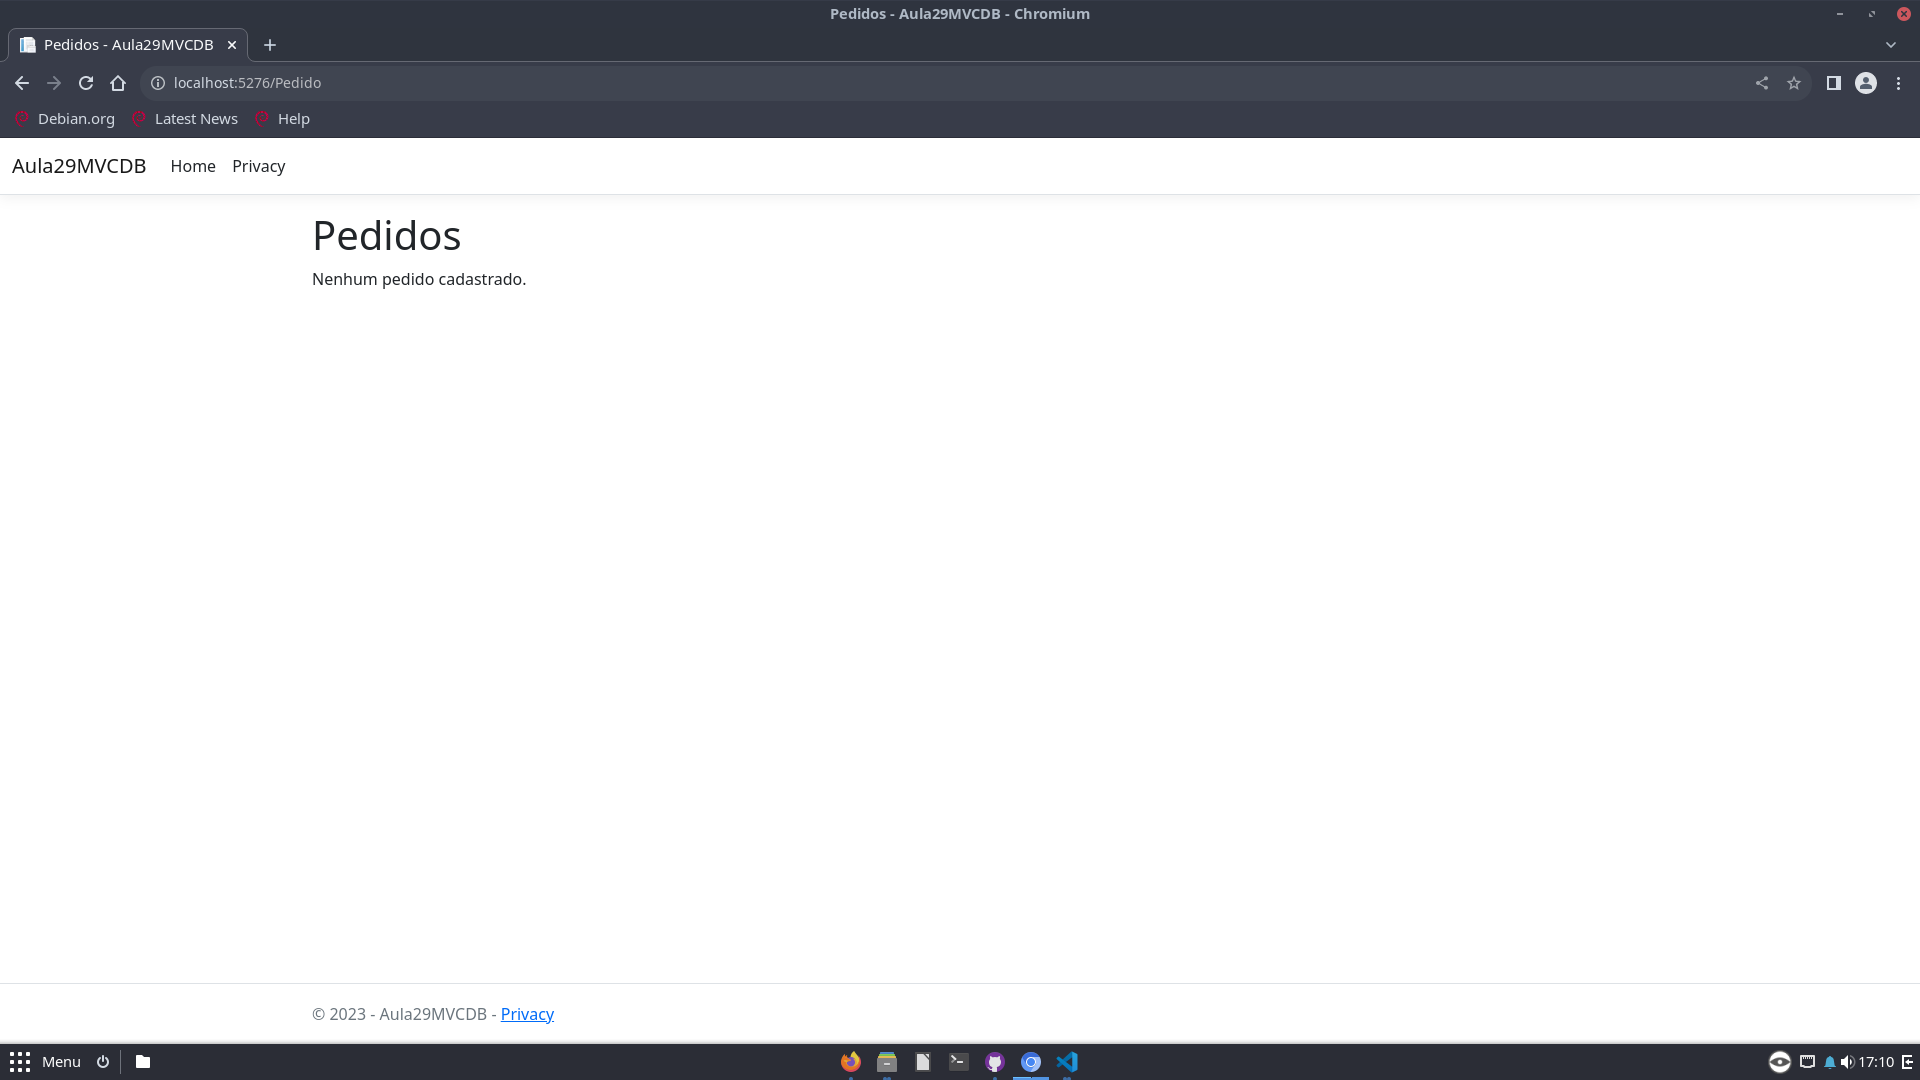 Pedidos - Aula29MVCDB - Chromium
Pedidos - Aula29MVCDB
localhost:5276/Pedido
Debian.org Latest News Help
Aula29MVCDB Home Privacy
Pedidos
Nenhum pedido cadastrado.
© 2023 - Aula29MVCDB - Privacy
Menu 17:10